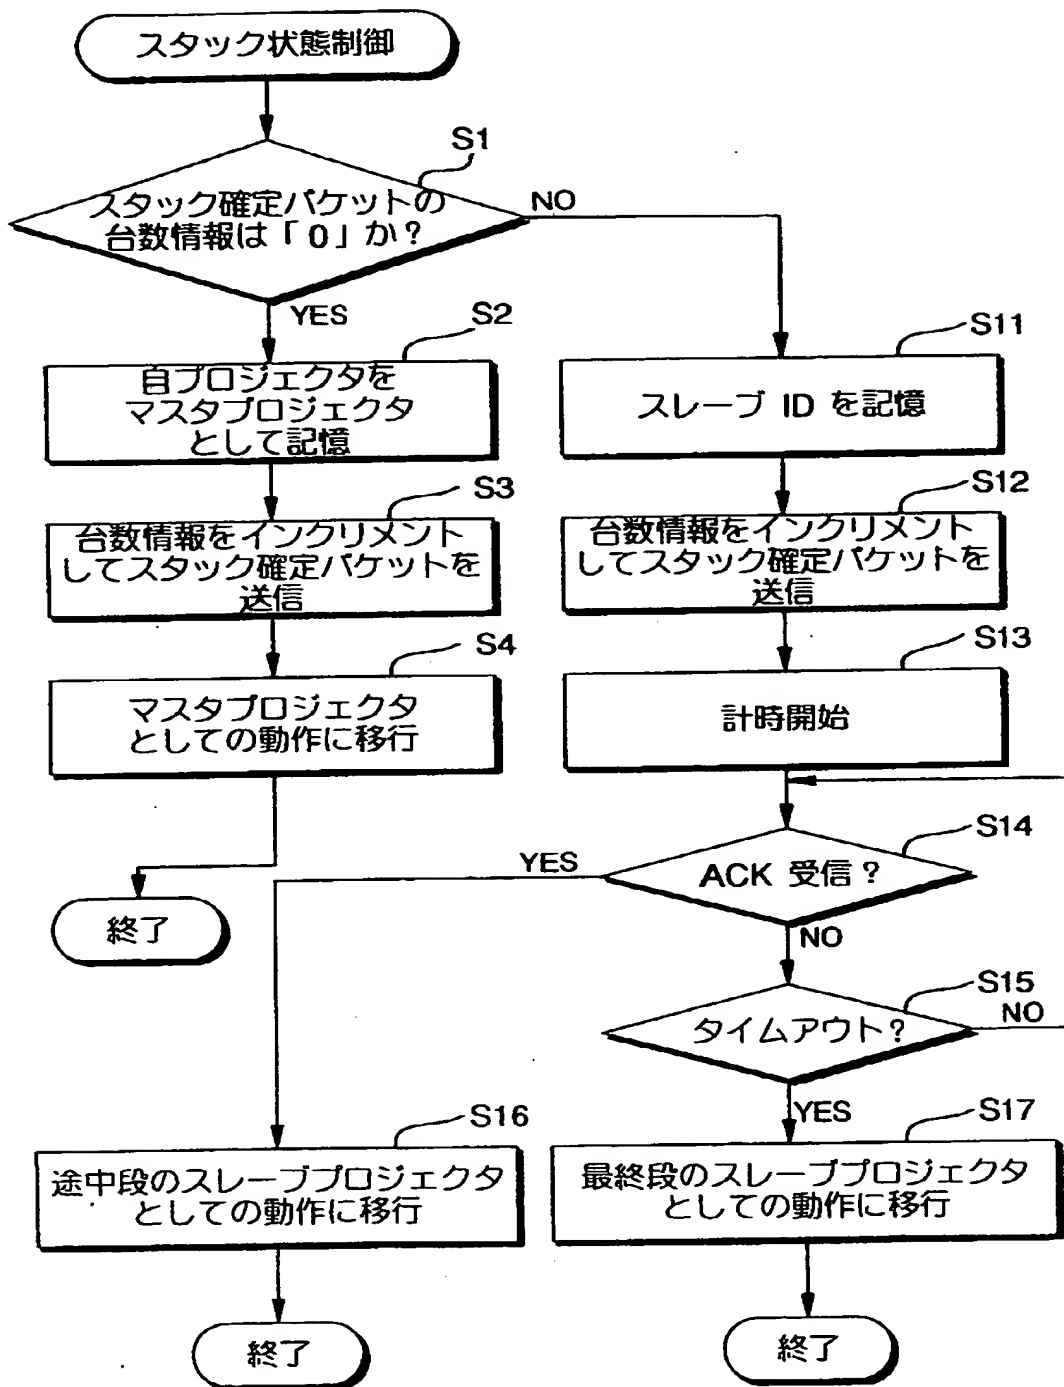 スタック状態制御
S1
スタック確定パケットの
台数情報は「0」か？
NO
YES
S2
自プロジェクタを
マスタプロジェクタ
として記憶
S3
台数情報をインクリメント
してスタック確定パケットを
送信
S4
マスタプロジェクタ
としての動作に移行
終了
S11
スレーブ ID を記憶
S12
台数情報をインクリメント
してスタック確定パケットを
送信
S13
計時開始
S14
ACK 受信？
YES
NO
S15
タイムアウト？
NO
YES
S16
途中段のスレーブプロジェクタ
としての動作に移行
終了
S17
最終段のスレーブプロジェクタ
としての動作に移行
終了